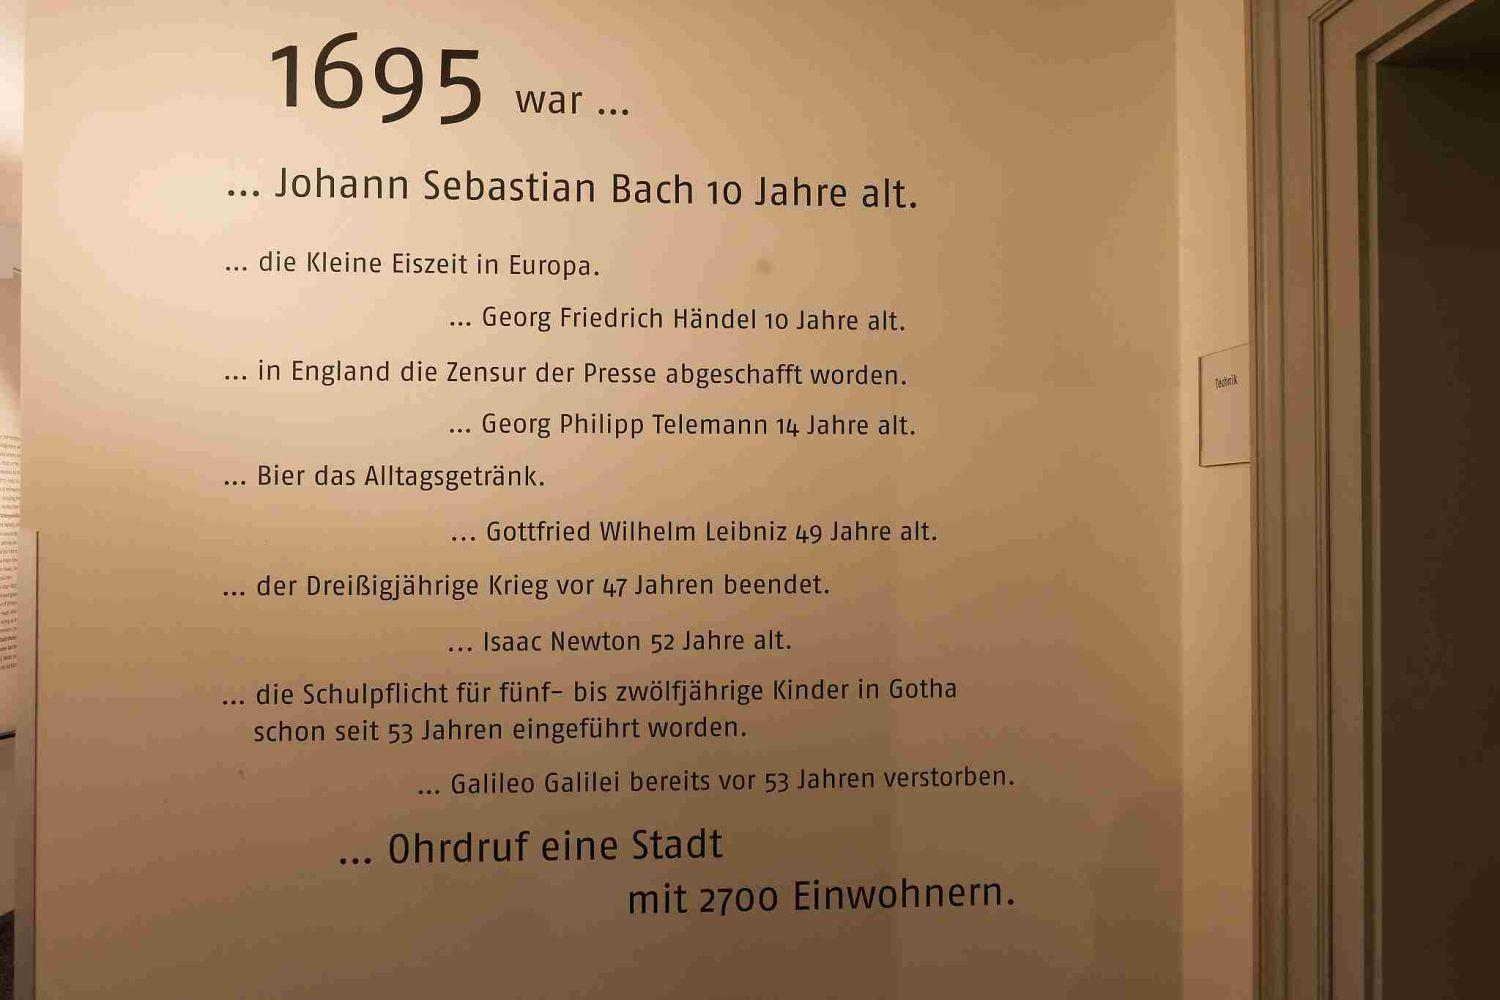 1695 war ...
... Johann Sebastian Bach 10 Jahre alt.
... die Kleine Eiszeit in Europa.
... Georg Friedrich Händel 10 Jahre alt.
... in England die Zensur der Presse abgeschafft worden.
... Georg Philipp Telemann 14 Jahre alt.
... Bier das Alltagsgetränk.
... Gottfried Wilhelm Leibniz 49 Jahre alt.
... der Dreißigjährige Krieg vor 47 Jahren beendet.
... Isaac Newton 52 Jahre alt.
... die Schulpflicht für fünf- bis zwölfjährige Kinder in Gotha
schon seit 53 Jahren eingeführt worden.
... Galileo Galilei bereits vor 53 Jahren verstorben.
... Ohrdruf eine Stadt
mit 2700 Einwohnern.
Technik